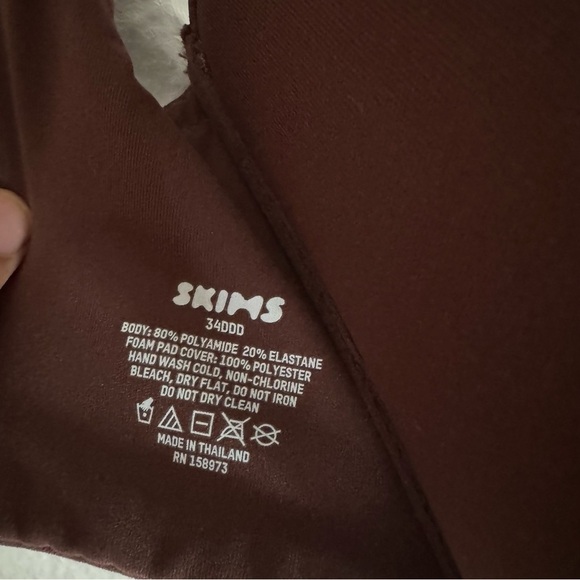 SKIMS
34DDD
BODY: 80% POLYAMIDE 20% ELASTANE
FOAM PAD COVER: 100% POLYESTER
HAND WASH COLD, NON-CHLORINE
BLEACH, DRY FLAT, DO NOT IRON
DO NOT DRY CLEAN
MADE IN THAILAND
RN 158973